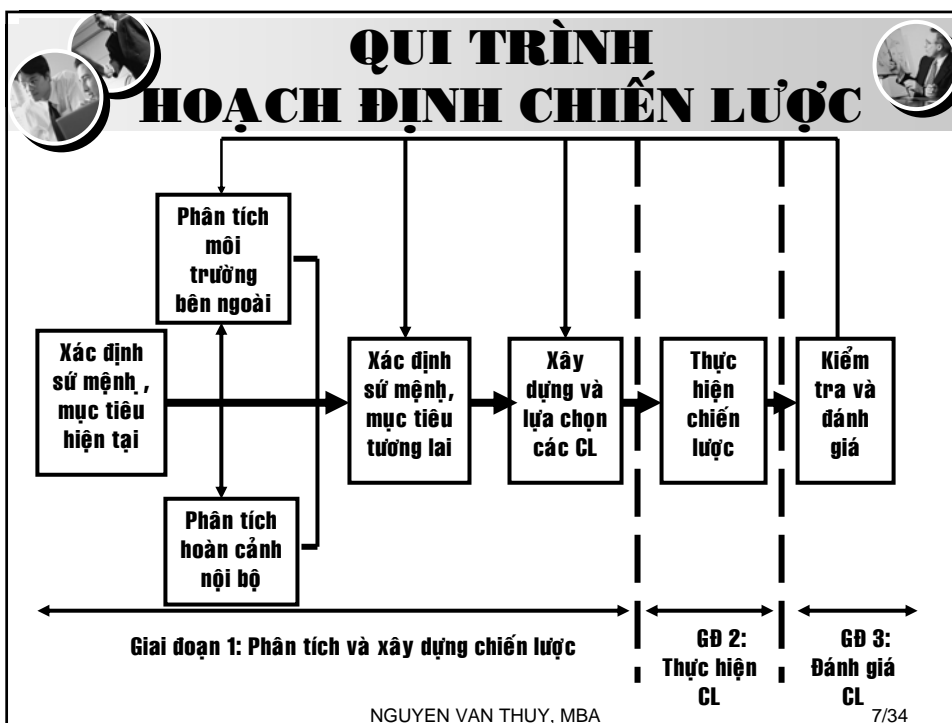 QUI TRÌNH
HOẠCH ĐỊNH CHIẾN LƯỢC
Phân tích
môi
trường
bên ngoài
Xác định
sứ mệnh ,
mục tiêu
hiện tại
Xác định
sứ mệnh,
mục tiêu
tương lai
Xây
dựng và
lựa chọn
các CL
Thực
hiện
chiến
lược
Kiểm
tra và
đánh
giá
Phân tích
hoàn cảnh
nội bộ
Giai đoạn 1: Phân tích và xây dựng chiến lược
GĐ 2:
Thực hiện
CL
GĐ 3:
Đánh giá
CL
NGUYEN VAN THUY, MBA
7/34